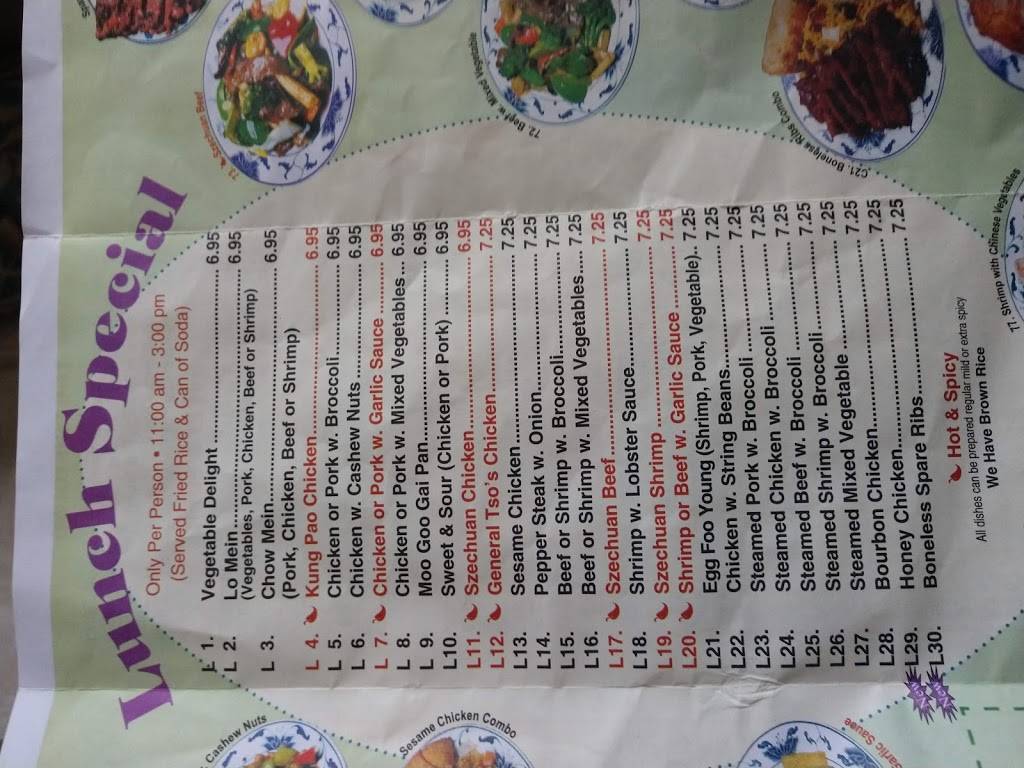 Lunch Special
Only Per Person • 11:00 am - 3:00 pm
(Served Fried Rice & Can of Soda)
L 1. Vegetable Delight ........ 6.95
L 2. Lo Mein ........ 6.95
(Vegetables, Pork, Chicken, Beef or Shrimp)
L 3. Chow Mein ........ 6.95
(Pork, Chicken, Beef or Shrimp)
L 4. Kung Pao Chicken ........ 6.95
L 5. Chicken or Pork w. Broccoli ........ 6.95
L 6. Chicken w. Cashew Nuts ........ 6.95
L 7. Chicken or Pork w. Garlic Sauce ........ 6.95
L 8. Chicken or Pork w. Mixed Vegetables ... 6.95
L 9. Moo Goo Gai Pan ........ 6.95
L10. Sweet & Sour (Chicken or Pork) ........ 6.95
L11. Szechuan Chicken ........ 6.95
L12. General Tso's Chicken ........ 7.25
L13. Sesame Chicken ........ 7.25
L14. Pepper Steak w. Onion ........ 7.25
L15. Beef or Shrimp w. Broccoli ........ 7.25
L16. Beef or Shrimp w. Mixed Vegetables ..... 7.25
L17. Szechuan Beef ........ 7.25
L18. Shrimp w. Lobster Sauce ........ 7.25
L19. Szechuan Shrimp ........ 7.25
L20. Shrimp or Beef w. Garlic Sauce ........ 7.25
L21. Egg Foo Young (Shrimp, Pork, Vegetable).. 7.25
L22. Chicken w. String Beans ........ 7.25
L23. Steamed Pork w. Broccoli ........ 7.25
L24. Steamed Chicken w. Broccoli ........ 7.25
L25. Steamed Beef w. Broccoli ........ 7.25
L26. Steamed Shrimp w. Broccoli ........ 7.25
L27. Steamed Mixed Vegetable ........ 7.25
L28. Bourbon Chicken ........ 7.25
L29. Honey Chicken ........ 7.25
L30. Boneless Spare Ribs ........ 7.25
Hot & Spicy
All dishes can be prepared regular mild or extra spicy
We Have Brown Rice
72. Beef w. Mixed Vegetable
C21. Boneless Ribs Combo
77. Shrimp with Chinese Vegetables
Cashew Nuts
Sesame Chicken Combo
Garlic Sauce